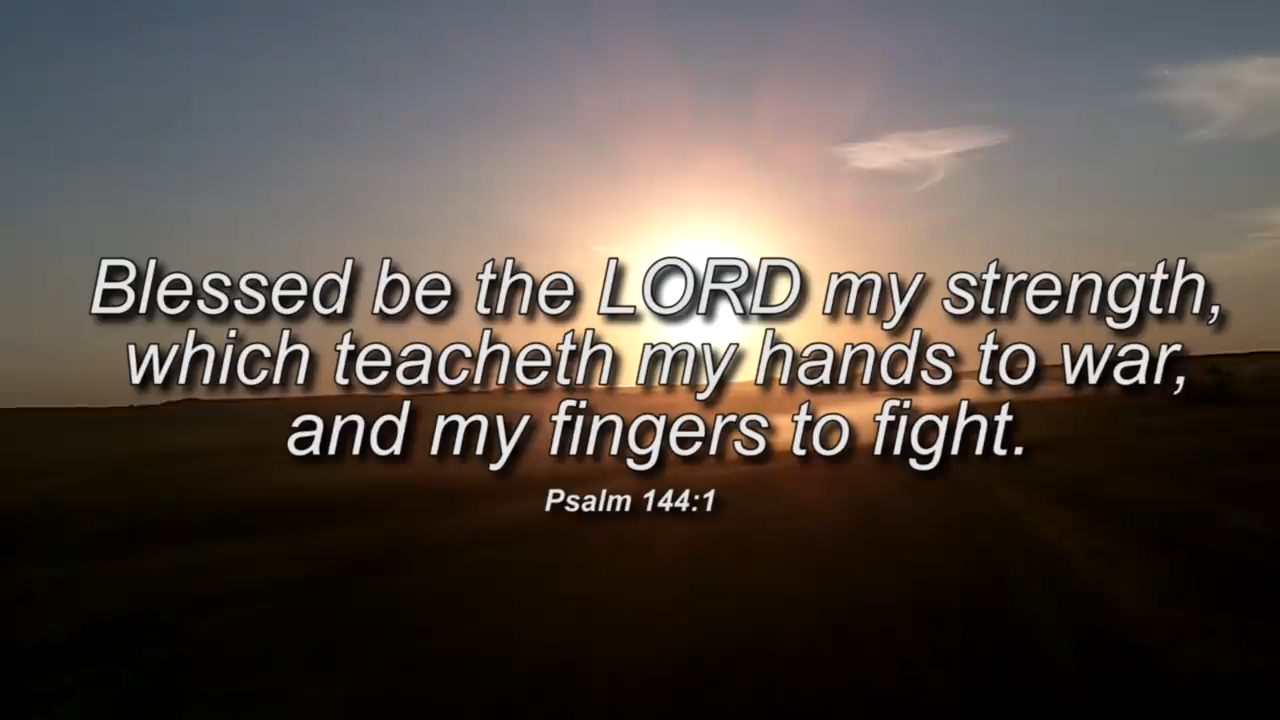 Blessed be the LORD my strength,
which teacheth my hands to war,
and my fingers to fight.
Psalm 144:1